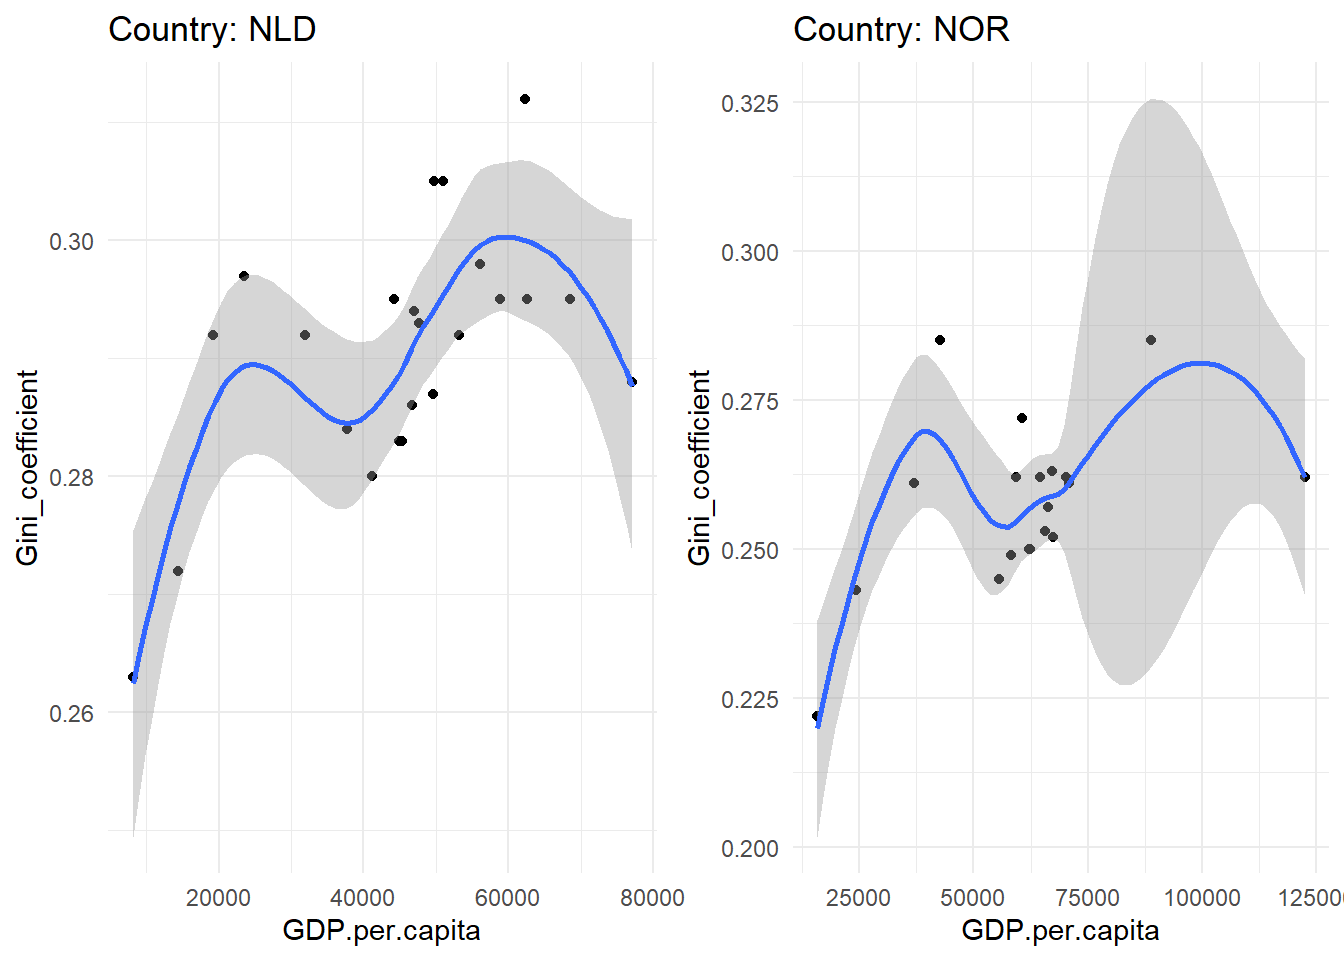 Country: NLD
0.30
0.28
0.26
Gini_coefficient
20000 40000 60000 80000
GDP.per.capita
Country: NOR
0.325
0.300
0.275
0.250
0.225
0.200
Gini_coefficient
25000 50000 75000 100000 125000
GDP.per.capita